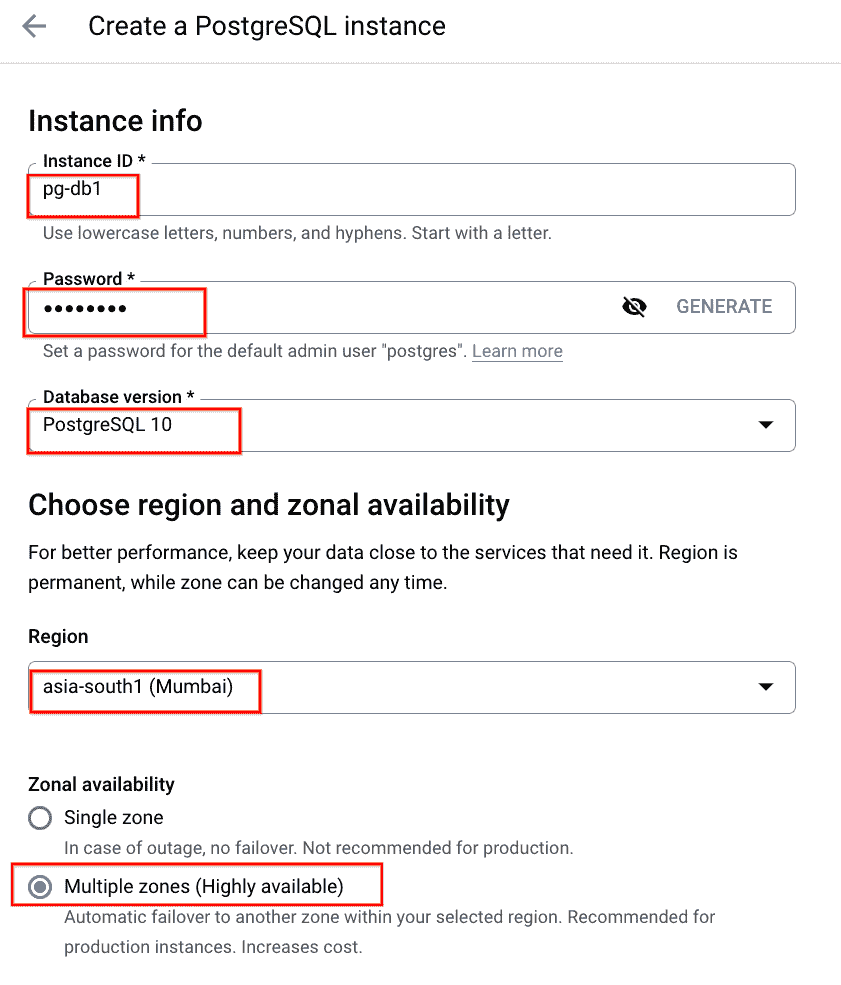 Create a PostgreSQL instance
Instance info
Instance ID *
pg-db1
Use lowercase letters, numbers, and hyphens. Start with a letter.
Password *
••••••••
GENERATE
Set a password for the default admin user "postgres". Learn more
Database version *
PostgreSQL 10
Choose region and zonal availability
For better performance, keep your data close to the services that need it. Region is
permanent, while zone can be changed any time.
Region
asia-south1 (Mumbai)
Zonal availability
Single zone
In case of outage, no failover. Not recommended for production.
Multiple zones (Highly available)
Automatic failover to another zone within your selected region. Recommended for
production instances. Increases cost.